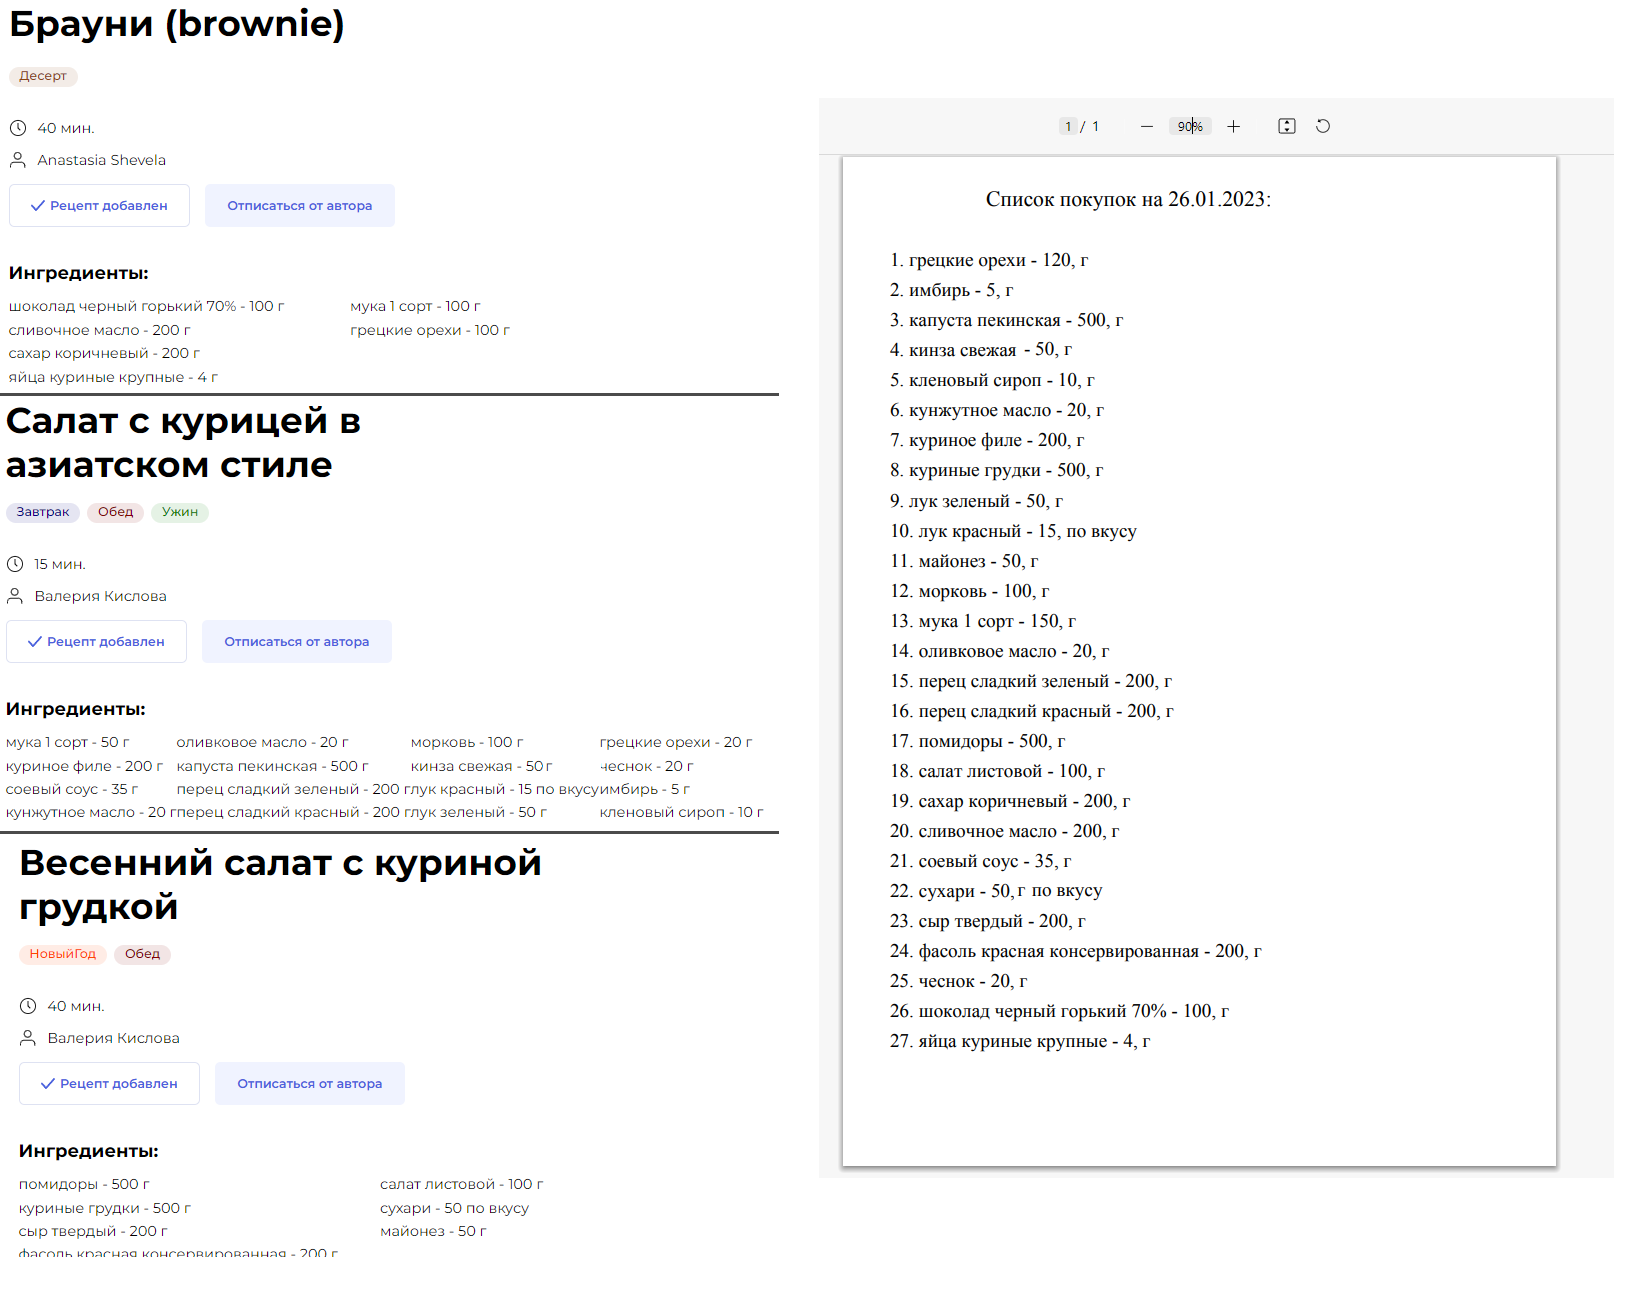 Брауни (brownie)
Десерт
40 мин.
Anastasia Shevela
Рецепт добавлен
Отписаться от автора
Ингредиенты:
шоколад черный горький 70% - 100 г
мука 1 сорт - 100 г
сливочное масло - 200 г
грецкие орехи - 100 г
сахар коричневый - 200 г
яйца куриные крупные - 4 г
Салат с курицей в
азиатском стиле
Завтрак Обед Ужин
15 мин.
Валерия Кислова
Рецепт добавлен
Отписаться от автора
Ингредиенты:
мука 1 сорт - 50 г оливковое масло - 20 г морковь - 100 г грецкие орехи - 20 г
куриное филе - 200 г капуста пекинская - 500 г кинза свежая - 50 г чеснок - 20 г
соевый соус - 35 г перец сладкий зеленый - 200 г лук красный - 15 по вкусу имбирь - 5 г
кунжутное масло - 20 г перец сладкий красный - 200 г лук зеленый - 50 г кленовый сироп - 10 г
Весенний салат с куриной
грудкой
НовыйГод Обед
40 мин.
Валерия Кислова
Рецепт добавлен
Отписаться от автора
Ингредиенты:
помидоры - 500 г
салат листовой - 100 г
куриные грудки - 500 г
сухари - 50 по вкусу
сыр твердый - 200 г
майонез - 50 г
фасоль красная консервированная - 200 г
1 / 1 — 90% +
Список покупок на 26.01.2023:
1. грецкие орехи - 120, г
2. имбирь - 5, г
3. капуста пекинская - 500, г
4. кинза свежая - 50, г
5. кленовый сироп - 10, г
6. кунжутное масло - 20, г
7. куриное филе - 200, г
8. куриные грудки - 500, г
9. лук зеленый - 50, г
10. лук красный - 15, по вкусу
11. майонез - 50, г
12. морковь - 100, г
13. мука 1 сорт - 150, г
14. оливковое масло - 20, г
15. перец сладкий зеленый - 200, г
16. перец сладкий красный - 200, г
17. помидоры - 500, г
18. салат листовой - 100, г
19. сахар коричневый - 200, г
20. сливочное масло - 200, г
21. соевый соус - 35, г
22. сухари - 50, г по вкусу
23. сыр твердый - 200, г
24. фасоль красная консервированная - 200, г
25. чеснок - 20, г
26. шоколад черный горький 70% - 100, г
27. яйца куриные крупные - 4, г